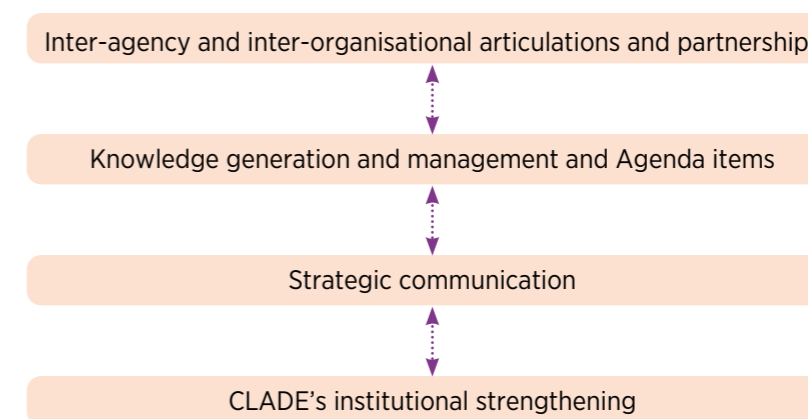 Inter-agency and inter-organisational articulations and partnership
Knowledge generation and management and Agenda items
Strategic communication
CLADE’s institutional strengthening